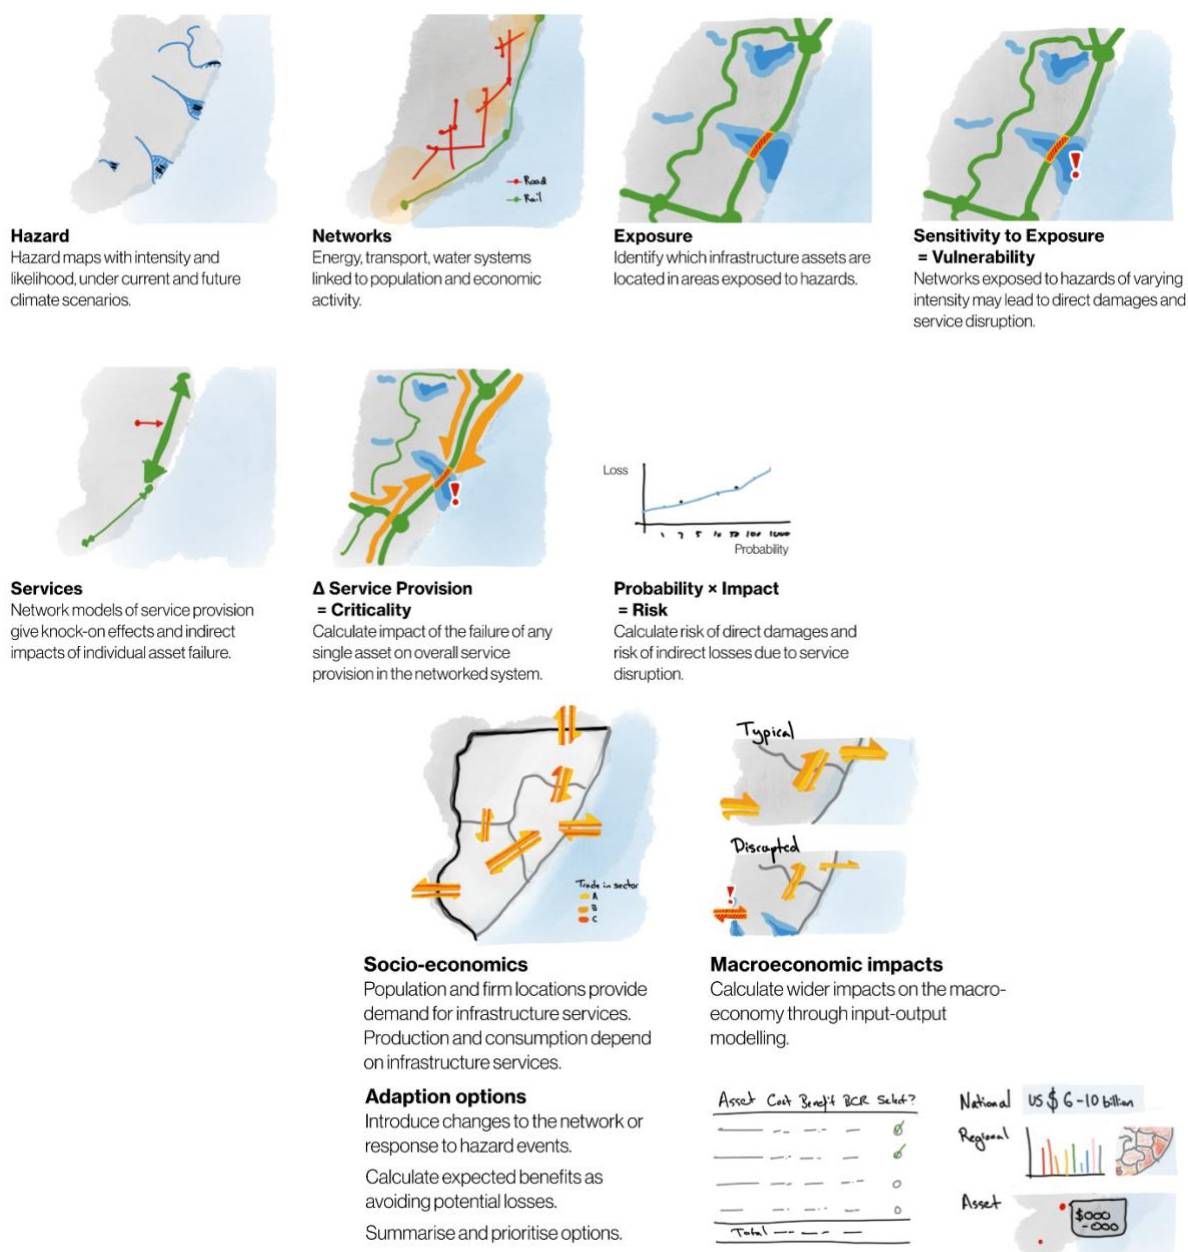 Road
Rail
Hazard
Hazard maps with intensity and
likelihood, under current and future
climate scenarios.
Networks
Energy, transport, water systems
linked to population and economic
activity.
Exposure
Identify which infrastructure assets are
located in areas exposed to hazards.
!
Sensitivity to Exposure
= Vulnerability
Networks exposed to hazards of varying
intensity may lead to direct damages and
service disruption.
Services
Network models of service provision
give knock-on effects and indirect
impacts of individual asset failure.
!
Δ Service Provision
= Criticality
Calculate impact of the failure of any
single asset on overall service
provision in the networked system.
Loss
Probability
Probability × Impact
= Risk
Calculate risk of direct damages and
risk of indirect losses due to service
disruption.
Trade in sector
A
B
C
Socio-economics
Population and firm locations provide
demand for infrastructure services.
Production and consumption depend
on infrastructure services.
Typical
Disrupted
!
Macroeconomic impacts
Calculate wider impacts on the macro-
economy through input-output
modelling.
Adaption options
Introduce changes to the network or
response to hazard events.
Calculate expected benefits as
avoiding potential losses.
Summarise and prioritise options.
Asset Cost Benefit BCR Select?
Total
National US $ 6-10 billion
Regional
Asset
$000
-000